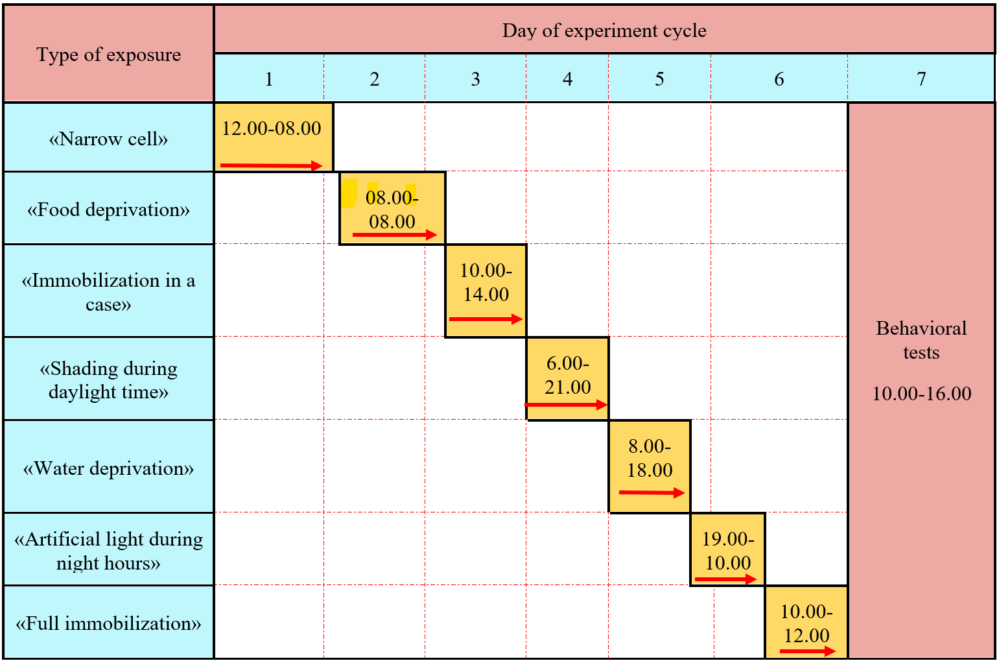 Type of exposure
Day of experiment cycle
1 2 3 4 5 6 7
«Narrow cell»
12.00-08.00
«Food deprivation»
08.00-
08.00
«Immobilization in a
case»
10.00-
14.00
«Shading during
daylight time»
6.00-
21.00
«Water deprivation»
8.00-
18.00
«Artificial light during
night hours»
19.00-
10.00
«Full immobilization»
10.00-
12.00
Behavioral
tests
10.00-16.00